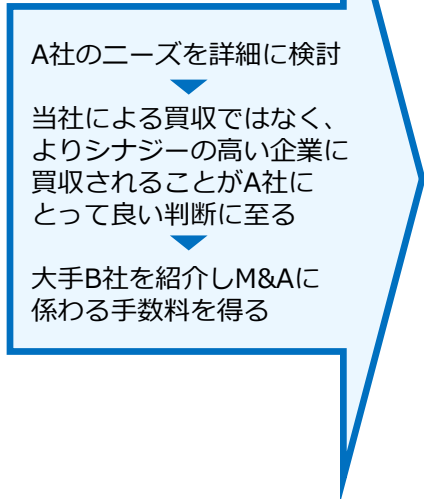 A社のニーズを詳細に検討
当社による買収ではなく、
よりシナジーの高い企業に
買収されることがA社に
とって良い判断に至る
大手B社を紹介しM&Aに
係わる手数料を得る